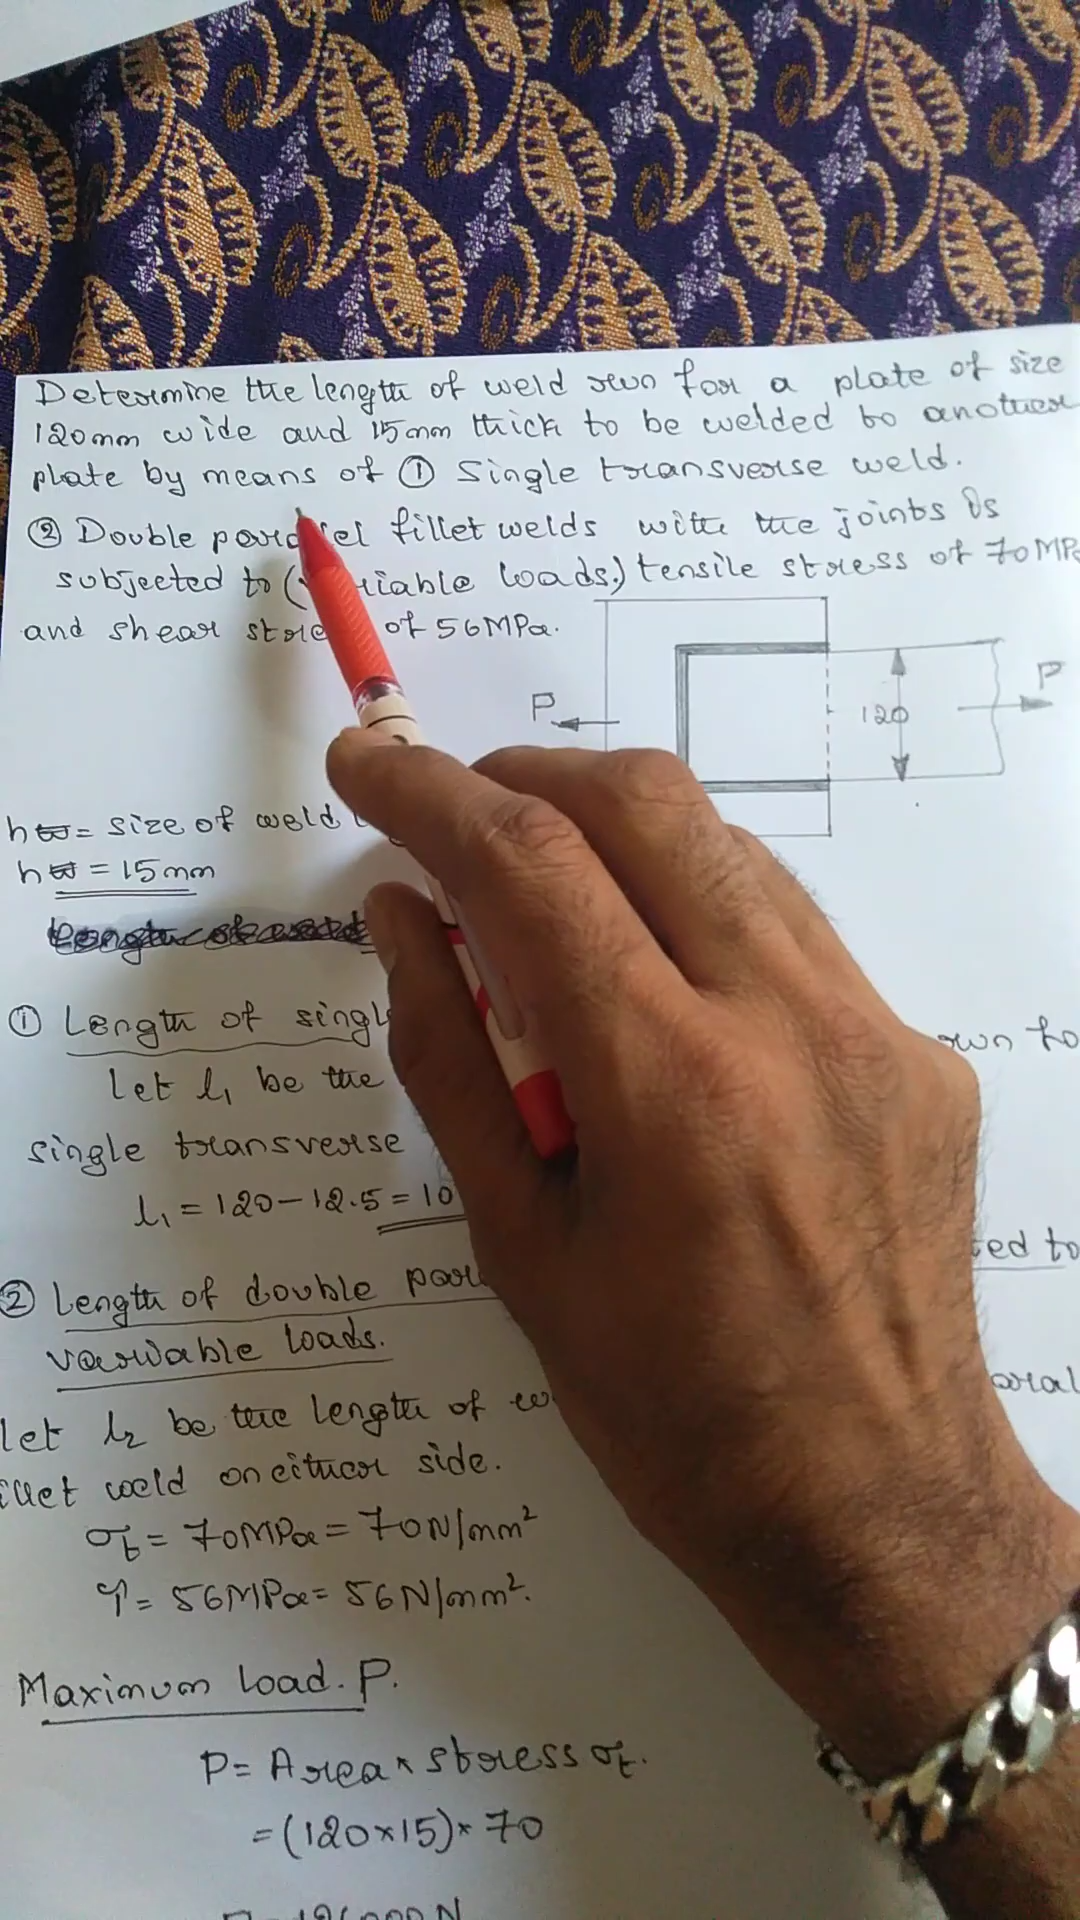 Determine the length of weld run for a plate of size
120mm wide and 15mm thick to be welded to another
plate by means of ① Single transverse weld.
② Double parallel fillet welds with the joints is
subjected to (variable loads.) tensile stress of 70MPa
and shear stress of 56MPa.
P
120
P
h = size of weld
h = 15mm
① Length of single
Let l₁ be the
single transverse
l₁ = 120-12.5 = 10
② Length of double
ted to
variable loads.
let l₂ be the length of
fillet weld on either side.
σt = 70MPa = 70N/mm²
τ = 56MPa = 56N/mm².
Maximum Load. P.
P = Area × stress σt.
= (120×15)× 70